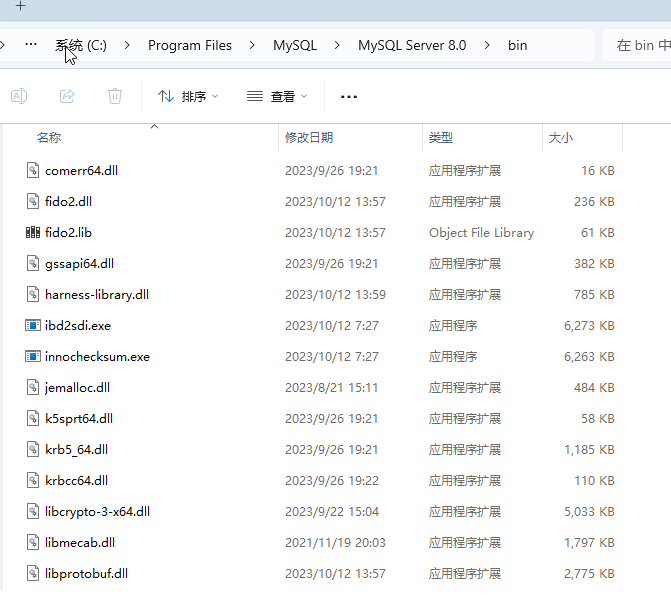 系统 (C:) > Program Files > MySQL > MySQL Server 8.0 > bin 在 bin 中
排序 查看
名称 修改日期 类型 大小
comerr64.dll 2023/9/26 19:21 应用程序扩展 16 KB
fido2.dll 2023/10/12 13:57 应用程序扩展 236 KB
fido2.lib 2023/10/12 13:57 Object File Library 61 KB
gssapi64.dll 2023/9/26 19:21 应用程序扩展 382 KB
harness-library.dll 2023/10/12 13:59 应用程序扩展 785 KB
ibd2sdi.exe 2023/10/12 7:27 应用程序 6,273 KB
innochecksum.exe 2023/10/12 7:27 应用程序 6,263 KB
jemalloc.dll 2023/8/21 15:11 应用程序扩展 484 KB
k5sprt64.dll 2023/9/26 19:21 应用程序扩展 58 KB
krb5_64.dll 2023/9/26 19:21 应用程序扩展 1,185 KB
krbcc64.dll 2023/9/26 19:22 应用程序扩展 110 KB
libcrypto-3-x64.dll 2023/9/22 15:04 应用程序扩展 5,033 KB
libmecab.dll 2021/11/19 20:03 应用程序扩展 1,797 KB
libprotobuf.dll 2023/10/12 13:57 应用程序扩展 2,775 KB